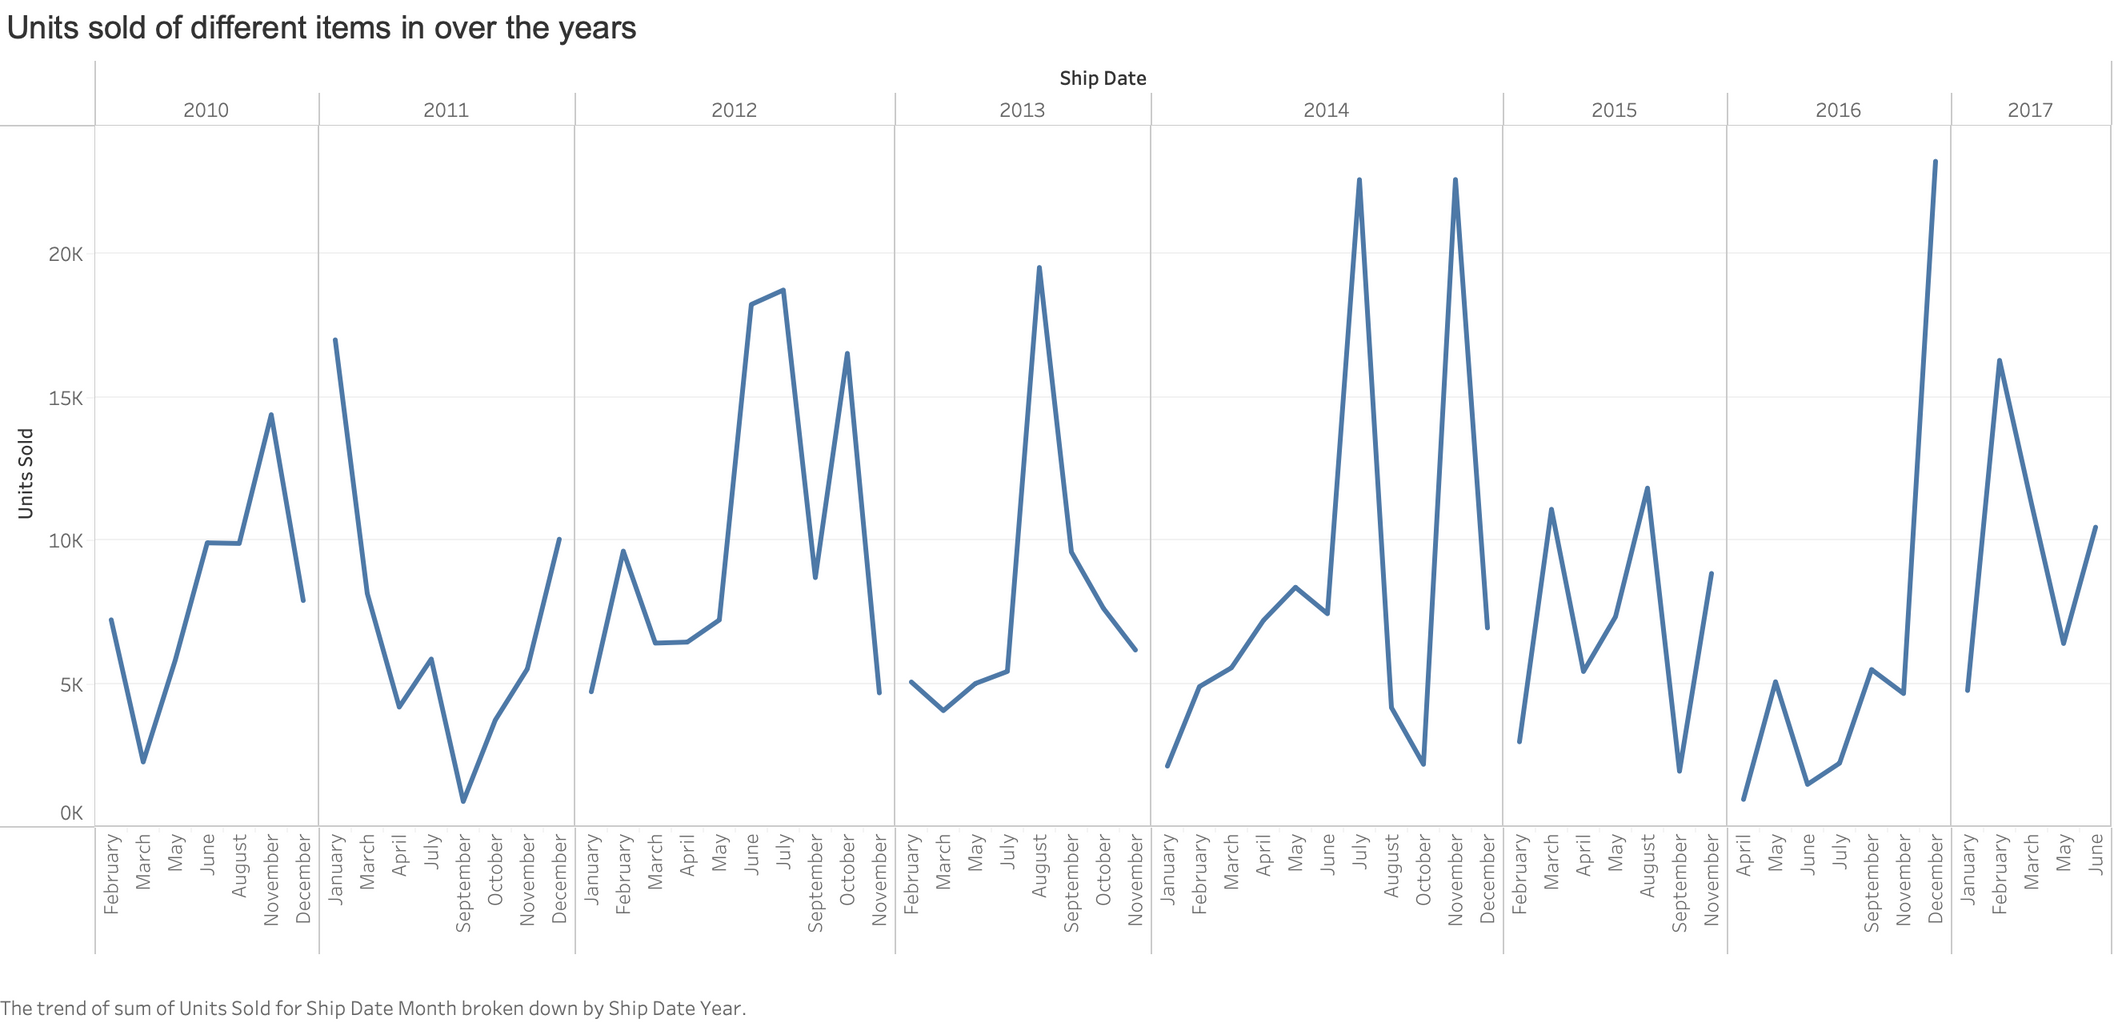 Units sold of different items in over the years
Ship Date
2010 2011 2012 2013 2014 2015 2016 2017
Units Sold
20K
15K
10K
5K
0K
February March May June August November December January March April July September October November December January February March April May June July September October November February March May July August September October November January February March April May June July August October November December February March April May August September November April May June July September November December January February March May June
The trend of sum of Units Sold for Ship Date Month broken down by Ship Date Year.